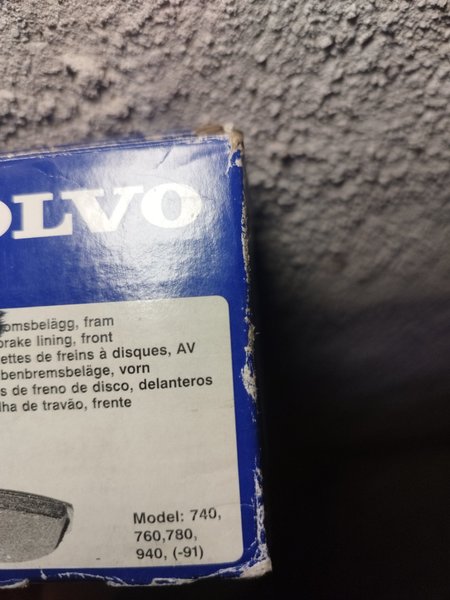 OLVO
omsbelägg, fram
brake lining, front
ettes de freins à disques, AV
benbremsbeläge, vorn
s de freno de disco, delanteros
lha de travão, frente
Model: 740,
760,780,
940, (-91)